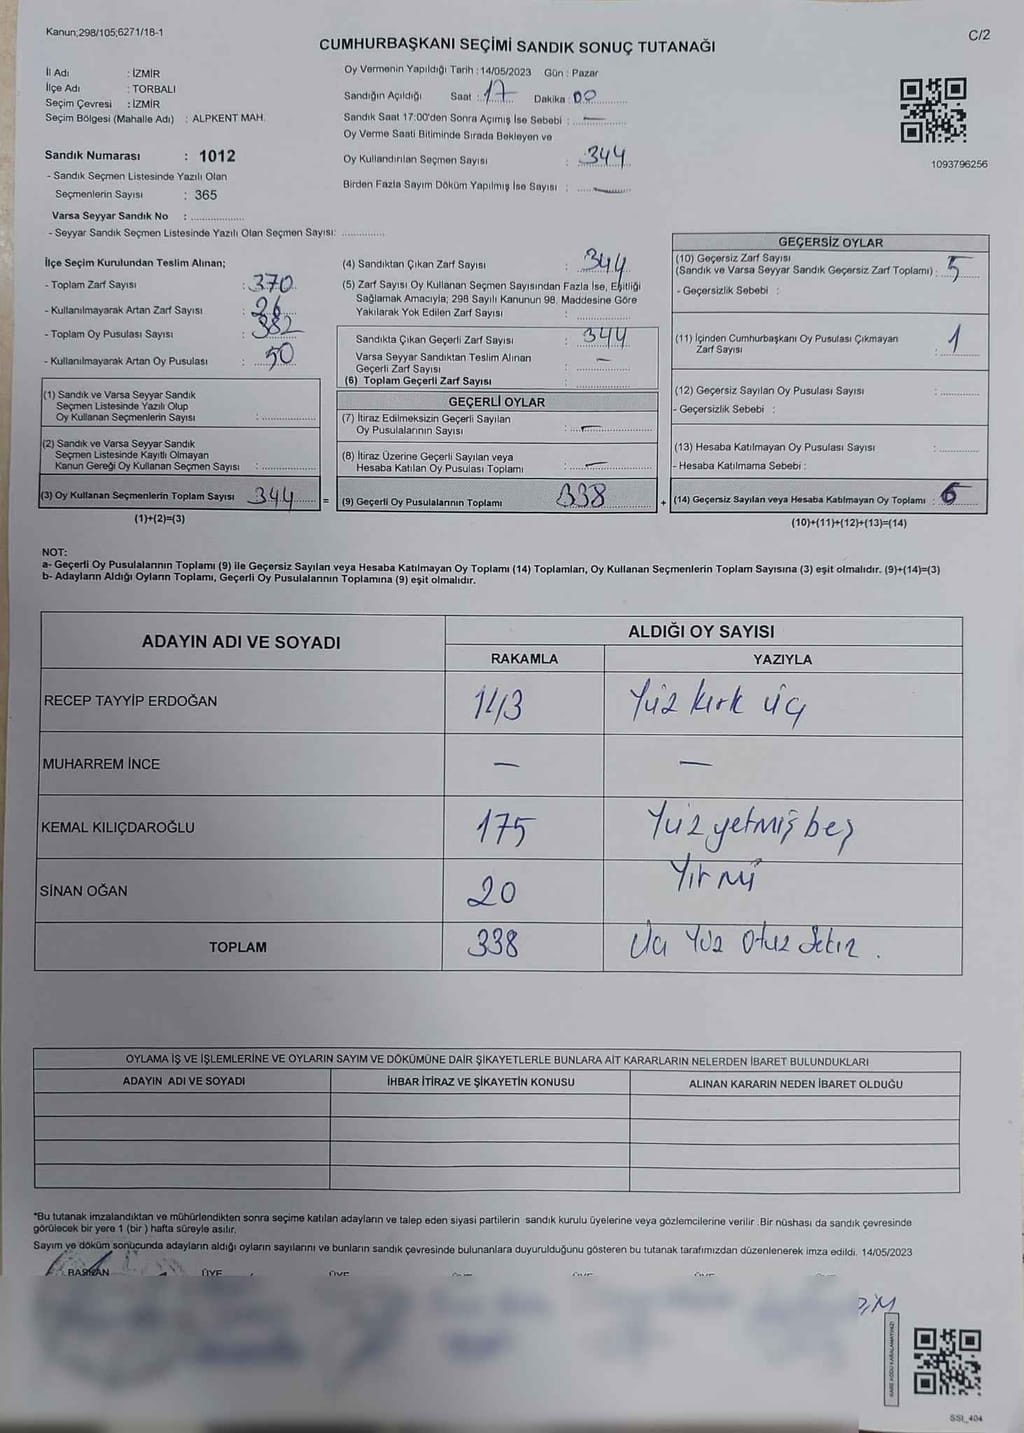 Kanun;298/105;6271/18-1
C/2
CUMHURBAŞKANI SEÇİMİ SANDIK SONUÇ TUTANAĞI
İl Adı : İZMİR
İlçe Adı : TORBALI
Seçim Çevresi : İZMİR
Seçim Bölgesi (Mahalle Adı) : ALPKENT MAH.
Oy Vermenin Yapıldığı Tarih : 14/05/2023 Gün : Pazar
Sandığın Açıldığı Saat : 17 Dakika : 00
Sandık Saat 17:00'den Sonra Açımış İse Sebebi : —
Oy Verme Saati Bitiminde Sırada Bekleyen ve
Oy Kullandırılan Seçmen Sayısı : 344
Birden Fazla Sayım Döküm Yapılmış İse Sayısı : —
1093796256
Sandık Numarası : 1012
- Sandık Seçmen Listesinde Yazılı Olan
Seçmenlerin Sayısı : 365
Varsa Seyyar Sandık No :
- Seyyar Sandık Seçmen Listesinde Yazılı Olan Seçmen Sayısı:
İlçe Seçim Kurulundan Teslim Alınan;
- Toplam Zarf Sayısı : 370
- Kullanılmayarak Artan Zarf Sayısı : 26
- Toplam Oy Pusulası Sayısı : 382
- Kullanılmayarak Artan Oy Pusulası : 50
(1) Sandık ve Varsa Seyyar Sandık
Seçmen Listesinde Yazılı Olup
Oy Kullanan Seçmenlerin Sayısı :
(2) Sandık ve Varsa Seyyar Sandık
Seçmen Listesinde Kayıtlı Olmayan
Kanun Gereği Oy Kullanan Seçmen Sayısı :
(3) Oy Kullanan Seçmenlerin Toplam Sayısı 344
(1)+(2)=(3)
=
(4) Sandıktan Çıkan Zarf Sayısı : 344
(5) Zarf Sayısı Oy Kullanan Seçmen Sayısından Fazla İse, Eşitliği
Sağlamak Amacıyla; 298 Sayılı Kanunun 98. Maddesine Göre
Yakılarak Yok Edilen Zarf Sayısı :
Sandıkta Çıkan Geçerli Zarf Sayısı : 344
Varsa Seyyar Sandıktan Teslim Alınan
Geçerli Zarf Sayısı : —
(6) Toplam Geçerli Zarf Sayısı :
GEÇERLİ OYLAR
(7) İtiraz Edilmeksizin Geçerli Sayılan
Oy Pusulalarının Sayısı : —
(8) İtiraz Üzerine Geçerli Sayılan veya
Hesaba Katılan Oy Pusulası Toplamı : —
(9) Geçerli Oy Pusulalarının Toplamı 338
+
GEÇERSİZ OYLAR
(10) Geçersiz Zarf Sayısı
(Sandık ve Varsa Seyyar Sandık Geçersiz Zarf Toplamı) : 5
- Geçersizlik Sebebi :
(11) İçinden Cumhurbaşkanı Oy Pusulası Çıkmayan
Zarf Sayısı : 1
(12) Geçersiz Sayılan Oy Pusulası Sayısı :
- Geçersizlik Sebebi :
(13) Hesaba Katılmayan Oy Pusulası Sayısı :
- Hesaba Katılmama Sebebi :
(14) Geçersiz Sayılan veya Hesaba Katılmayan Oy Toplamı : 6
(10)+(11)+(12)+(13)=(14)
NOT:
a- Geçerli Oy Pusulalarının Toplamı (9) ile Geçersiz Sayılan veya Hesaba Katılmayan Oy Toplamı (14) Toplamları, Oy Kullanan Seçmenlerin Toplam Sayısına (3) eşit olmalıdır. (9)+(14)=(3)
b- Adayların Aldığı Oyların Toplamı, Geçerli Oy Pusulalarının Toplamına (9) eşit olmalıdır.
ADAYIN ADI VE SOYADI
ALDIĞI OY SAYISI
RAKAMLA YAZIYLA
RECEP TAYYİP ERDOĞAN 143 Yüz kırk üç
MUHARREM İNCE — —
KEMAL KILIÇDAROĞLU 175 Yüz yetmiş beş
SİNAN OĞAN 20 Yirmi
TOPLAM 338 Üç Yüz Otuz Sekiz.
OYLAMA İŞ VE İŞLEMLERİNE VE OYLARIN SAYIM VE DÖKÜMÜNE DAİR ŞİKAYETLERLE BUNLARA AİT KARARLARIN NELERDEN İBARET BULUNDUKLARI
ADAYIN ADI VE SOYADI İHBAR İTİRAZ VE ŞİKAYETİN KONUSU ALINAN KARARIN NEDEN İBARET OLDUĞU
*Bu tutanak imzalandıktan ve mühürlendikten sonra seçime katılan adayların ve talep eden siyasi partilerin sandık kurulu üyelerine veya gözlemcilerine verilir .Bir nüshası da sandık çevresinde
görülecek bir yere 1 (bir ) hafta süreyle asılır.
Sayım ve döküm sonucunda adayların aldığı oyların sayılarını ve bunların sandık çevresinde bulunanlara duyurulduğunu gösteren bu tutanak tarafımızdan düzenlenerek imza edildi. 14/05/2023
BAŞKAN ÜYE ÜYE
KARE KODU KARALAMAYINIZ!
SSI_404